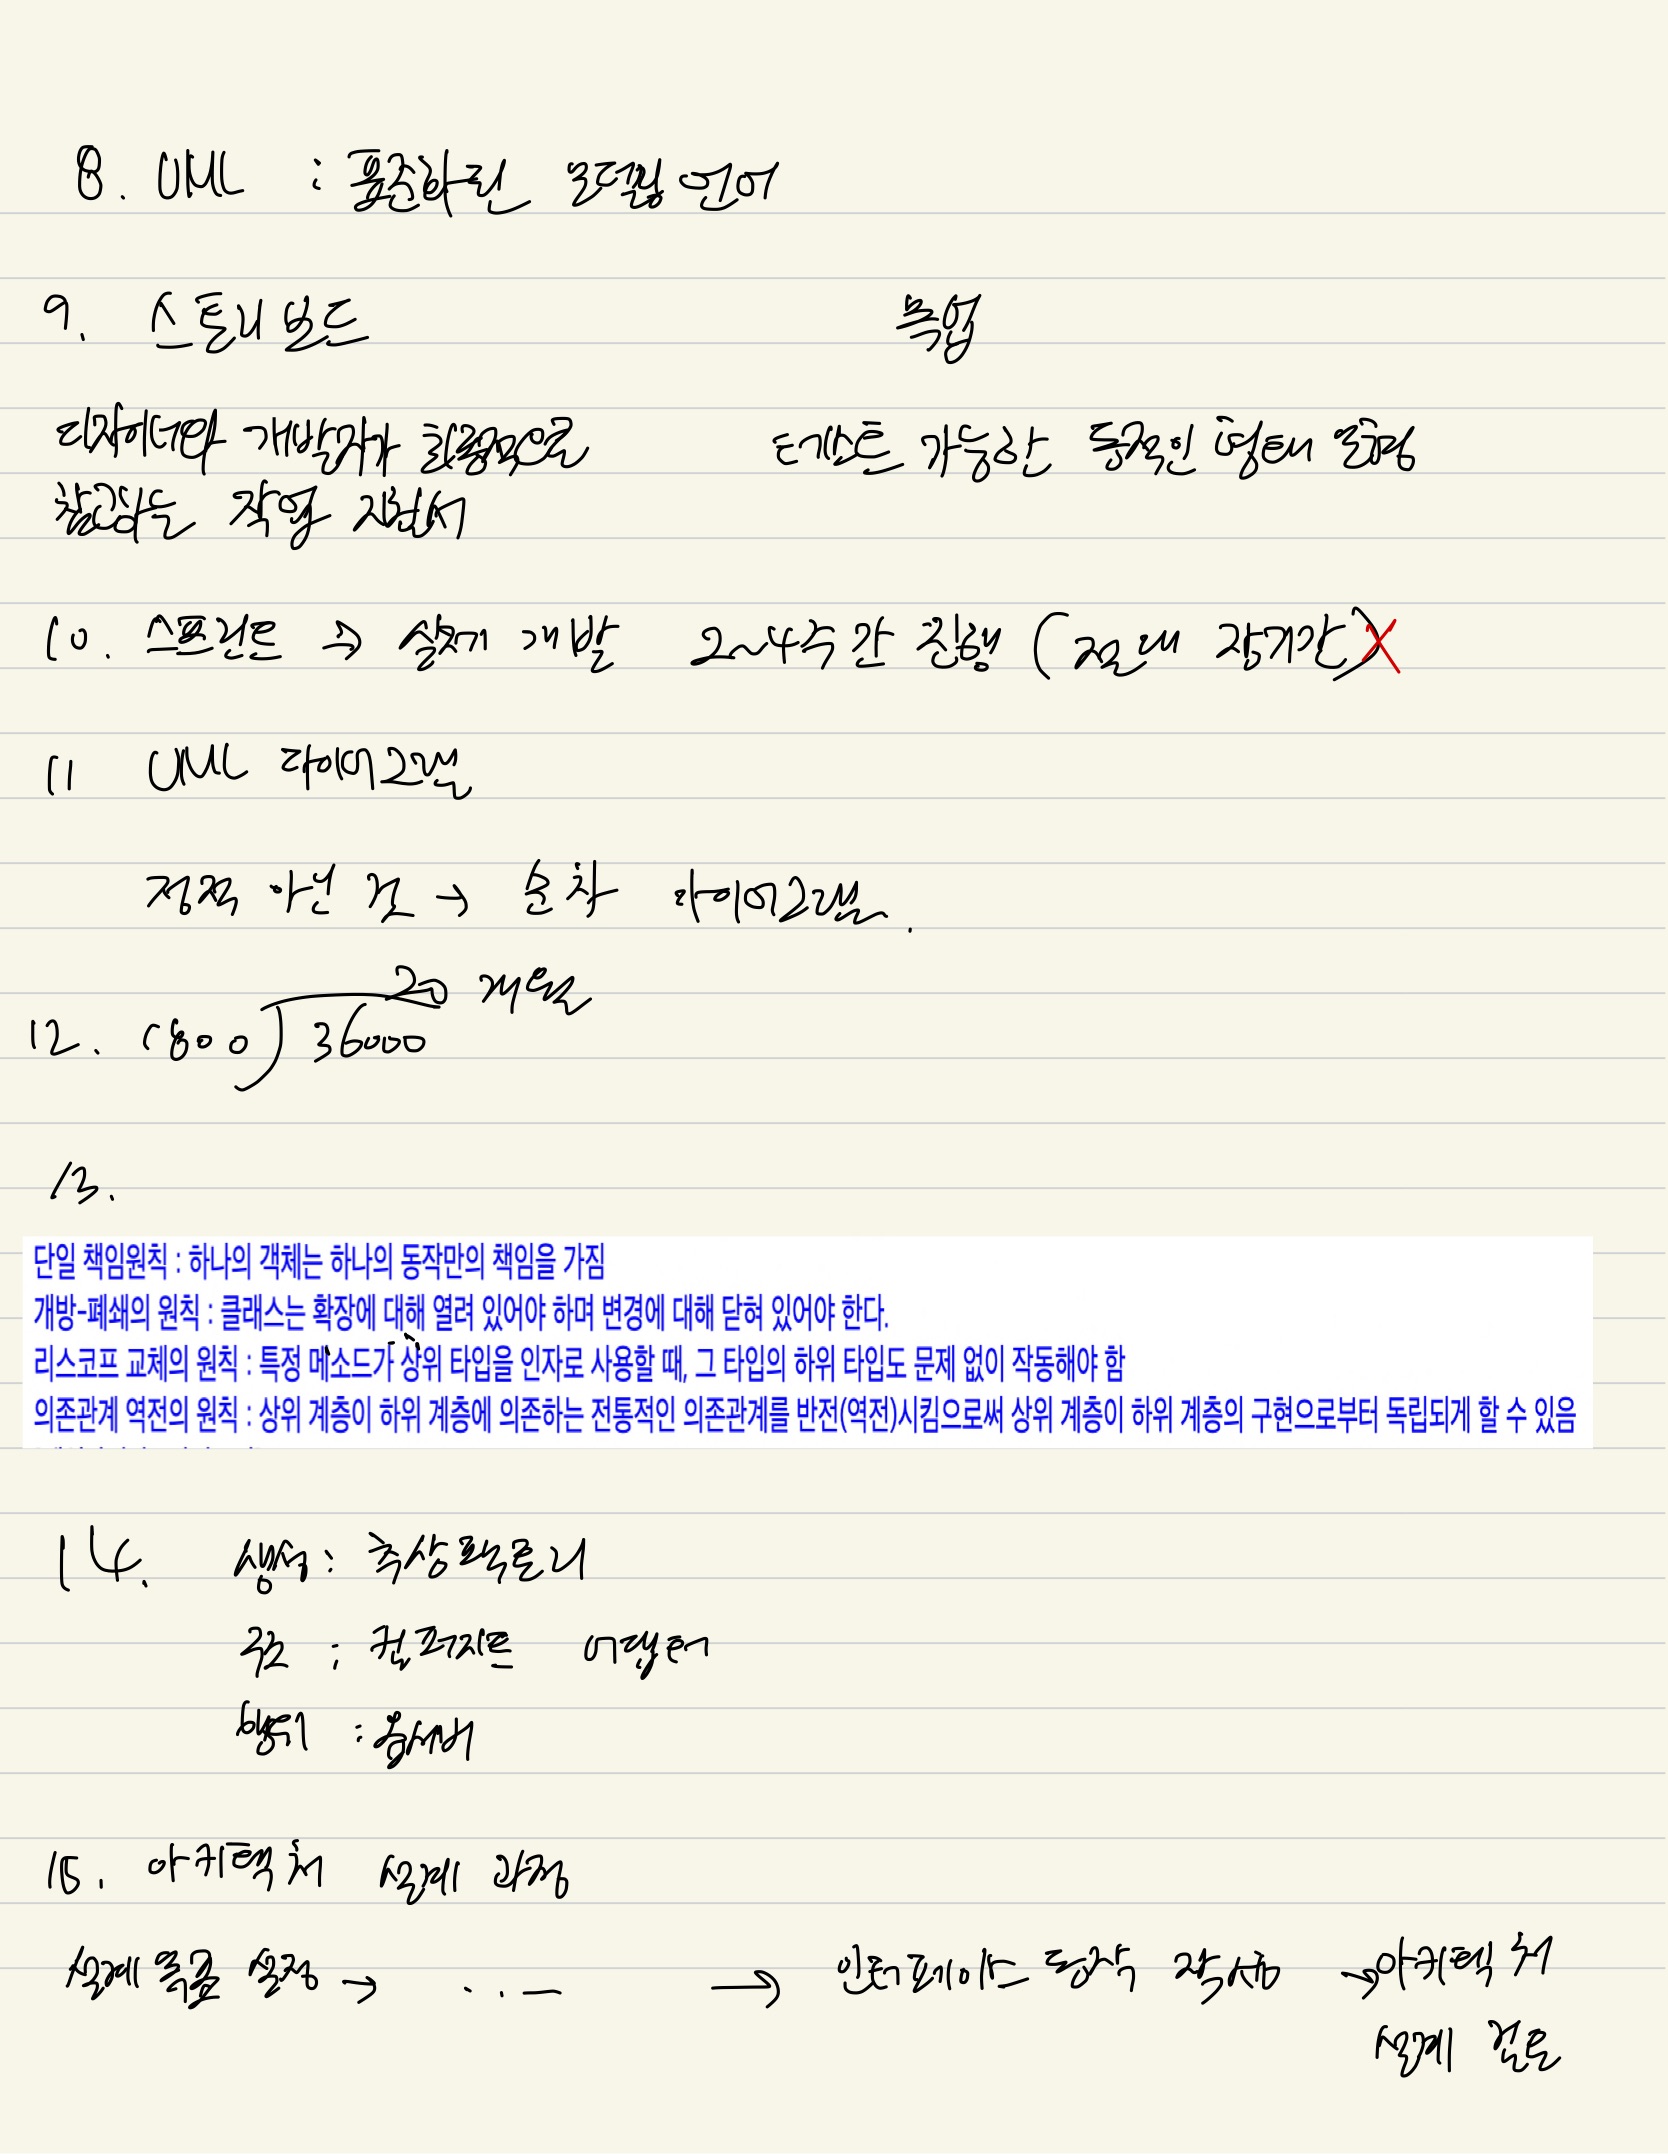 8. UML : 표준화된 모델링 언어
9. 스토리보드 목업
디자이너와 개발자가 최종적으로 테스트 가능한 동적인 형태 모형
참고하는 작업 지침서
10. 스프린트 → 실제 개발 2~4주간 진행 (절대 장기간) X
11 UML 다이어그램
정적 아닌 것 → 순차 다이어그램.
20 개월
12. 1800) 36000
13.
단일 책임원칙 : 하나의 객체는 하나의 동작만의 책임을 가짐
개방-폐쇄의 원칙 : 클래스는 확장에 대해 열려 있어야 하며 변경에 대해 닫혀 있어야 한다.
리스코프 교체의 원칙 : 특정 메소드가 상위 타입을 인자로 사용할 때, 그 타입의 하위 타입도 문제 없이 작동해야 함
의존관계 역전의 원칙 : 상위 계층이 하위 계층에 의존하는 전통적인 의존관계를 반전(역전)시킴으로써 상위 계층이 하위 계층의 구현으로부터 독립되게 할 수 있음
14. 생성 : 추상팩토리
구조 : 컴퍼지트 어댑터
행위 : 옵서버
15. 아키텍처 설계 과정
설계 목표 설정 → ... — → 인터페이스 동작 작성 → 아키텍처
설계 검토